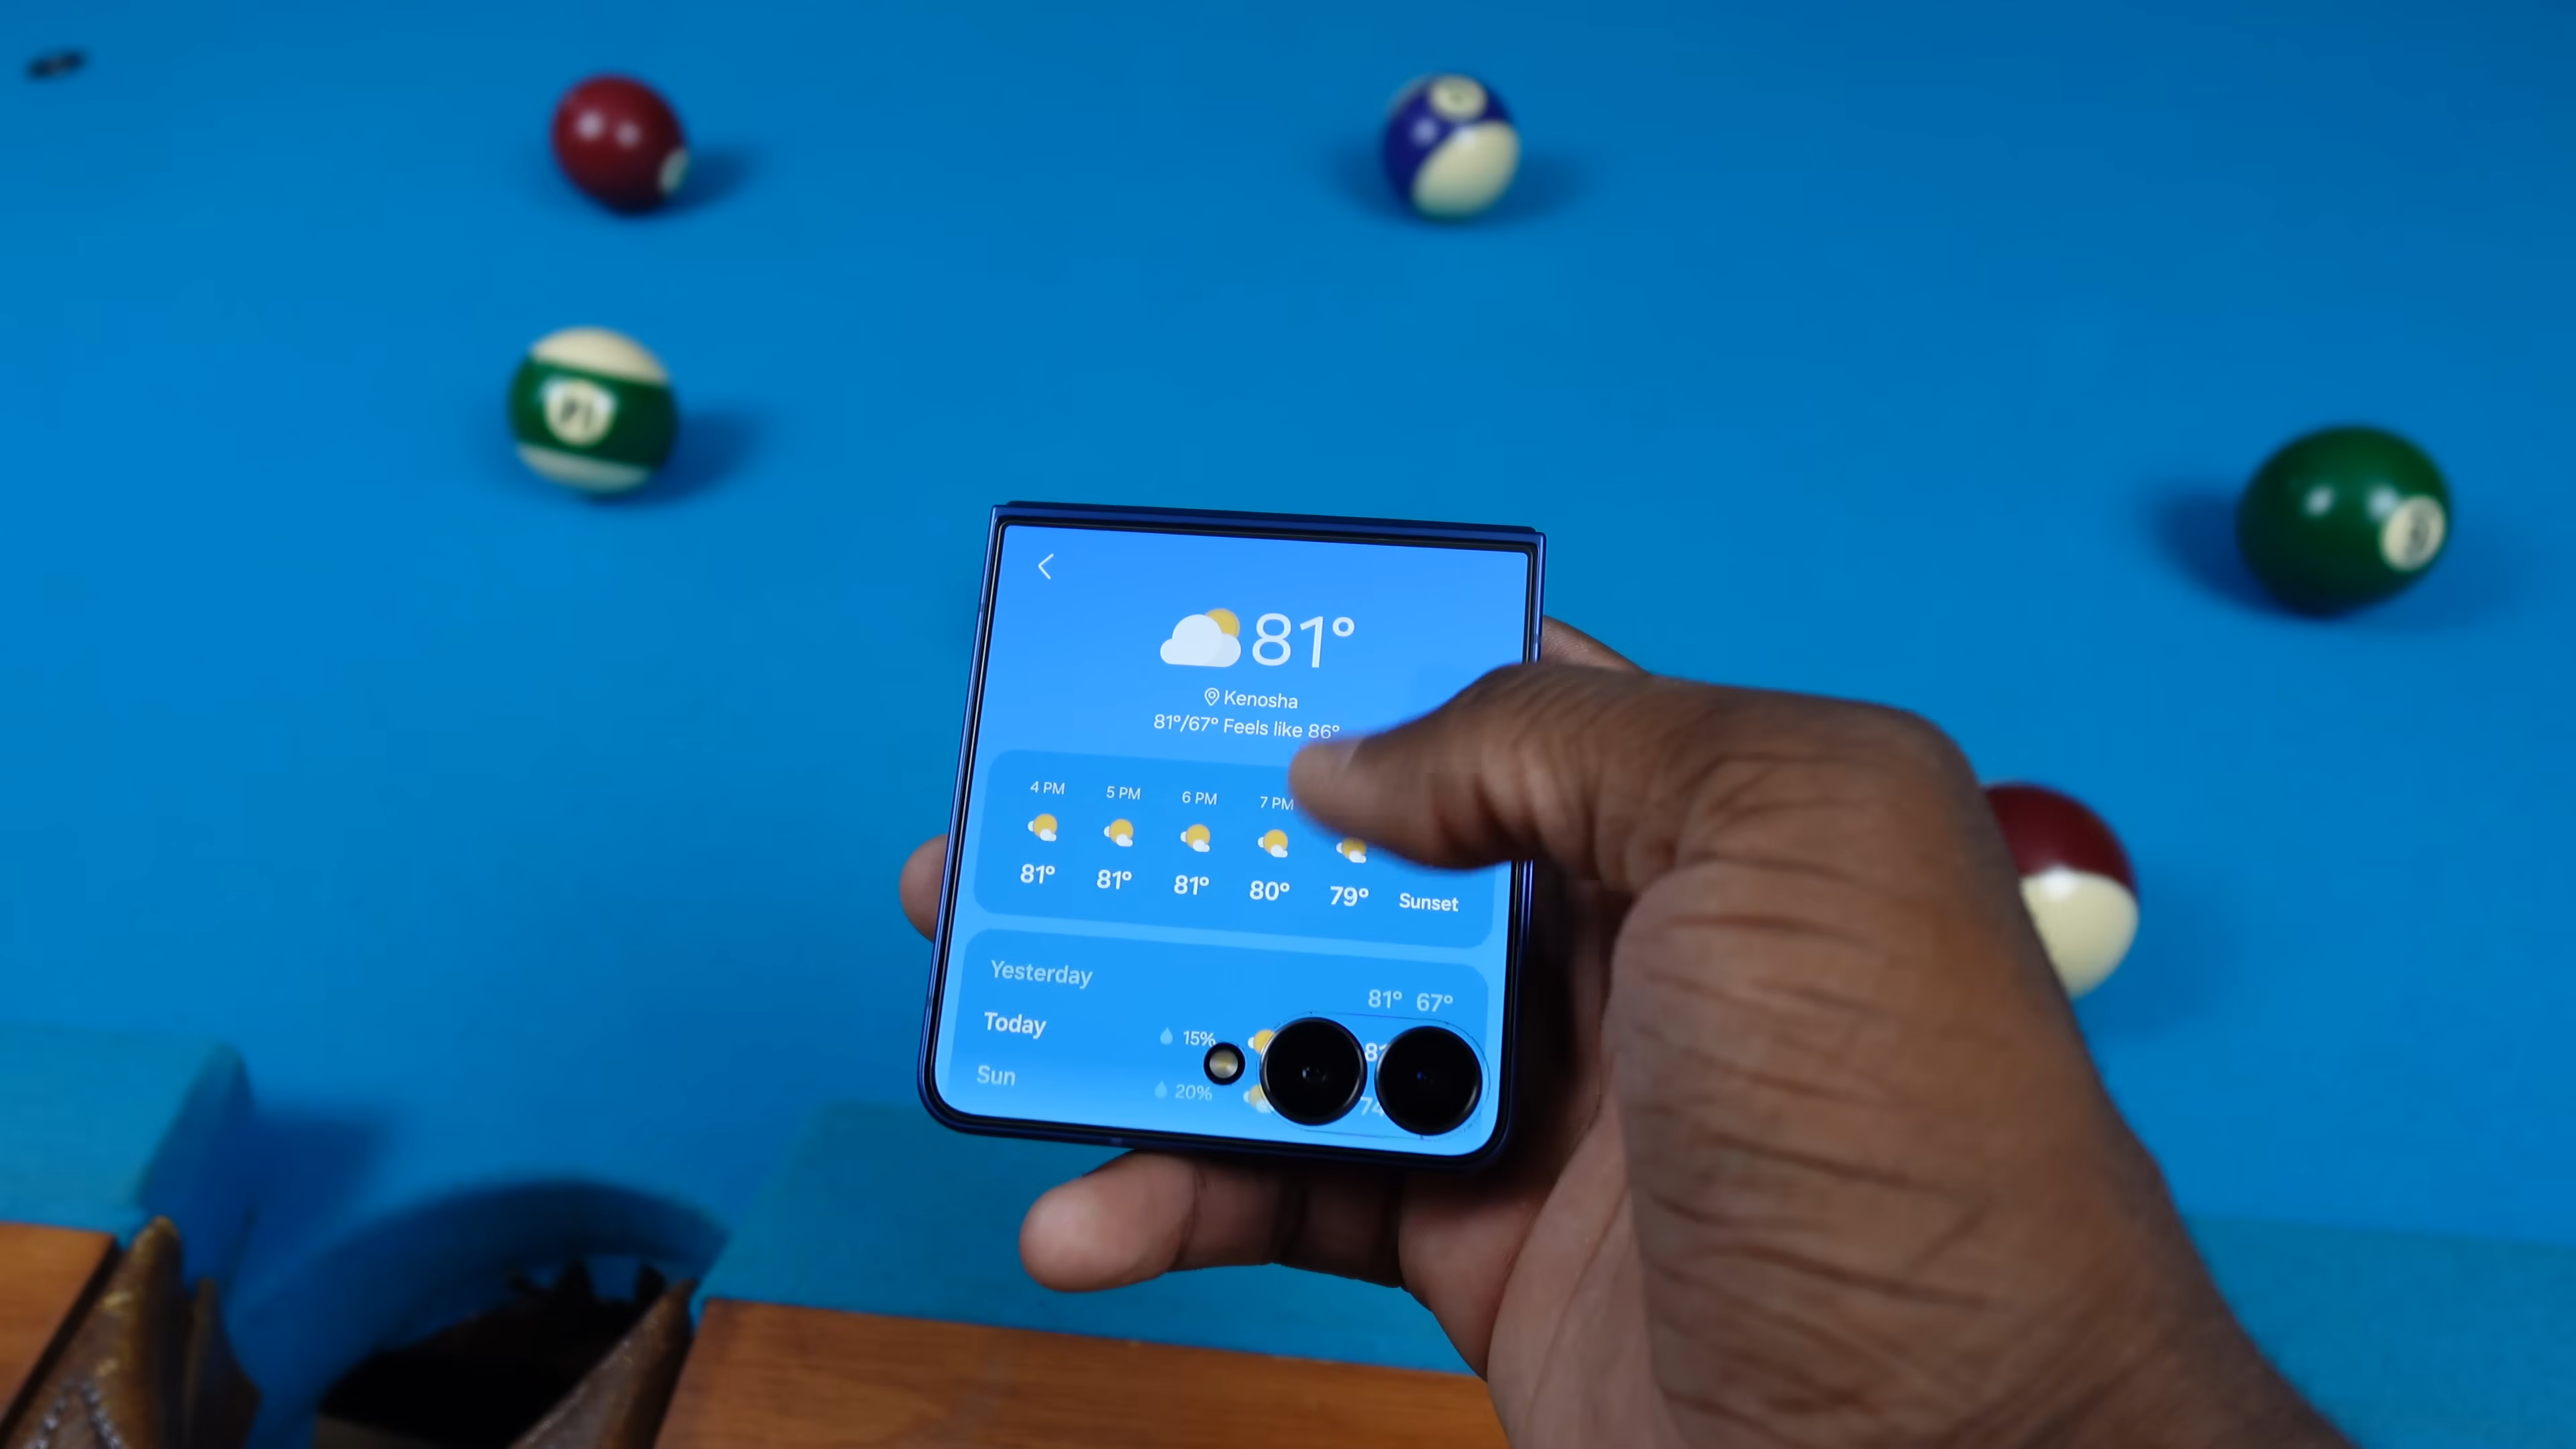 81°
Kenosha
81°/67° Feels like 86°
4 PM 5 PM 6 PM 7 PM
81° 81° 81° 80° 79° Sunset
Yesterday 81° 67°
Today 15%
Sun 20%